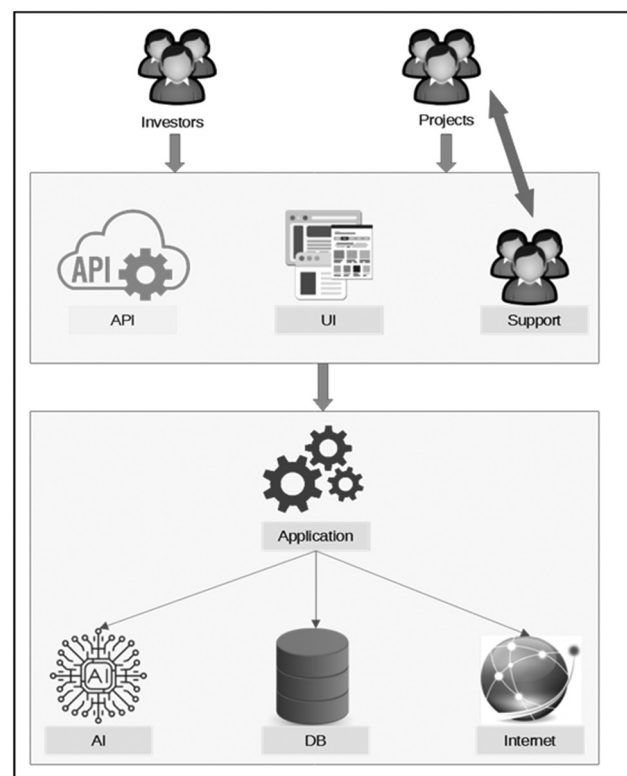 Investors
Projects
API
API
UI
Support
Application
AI
AI
DB
Internet